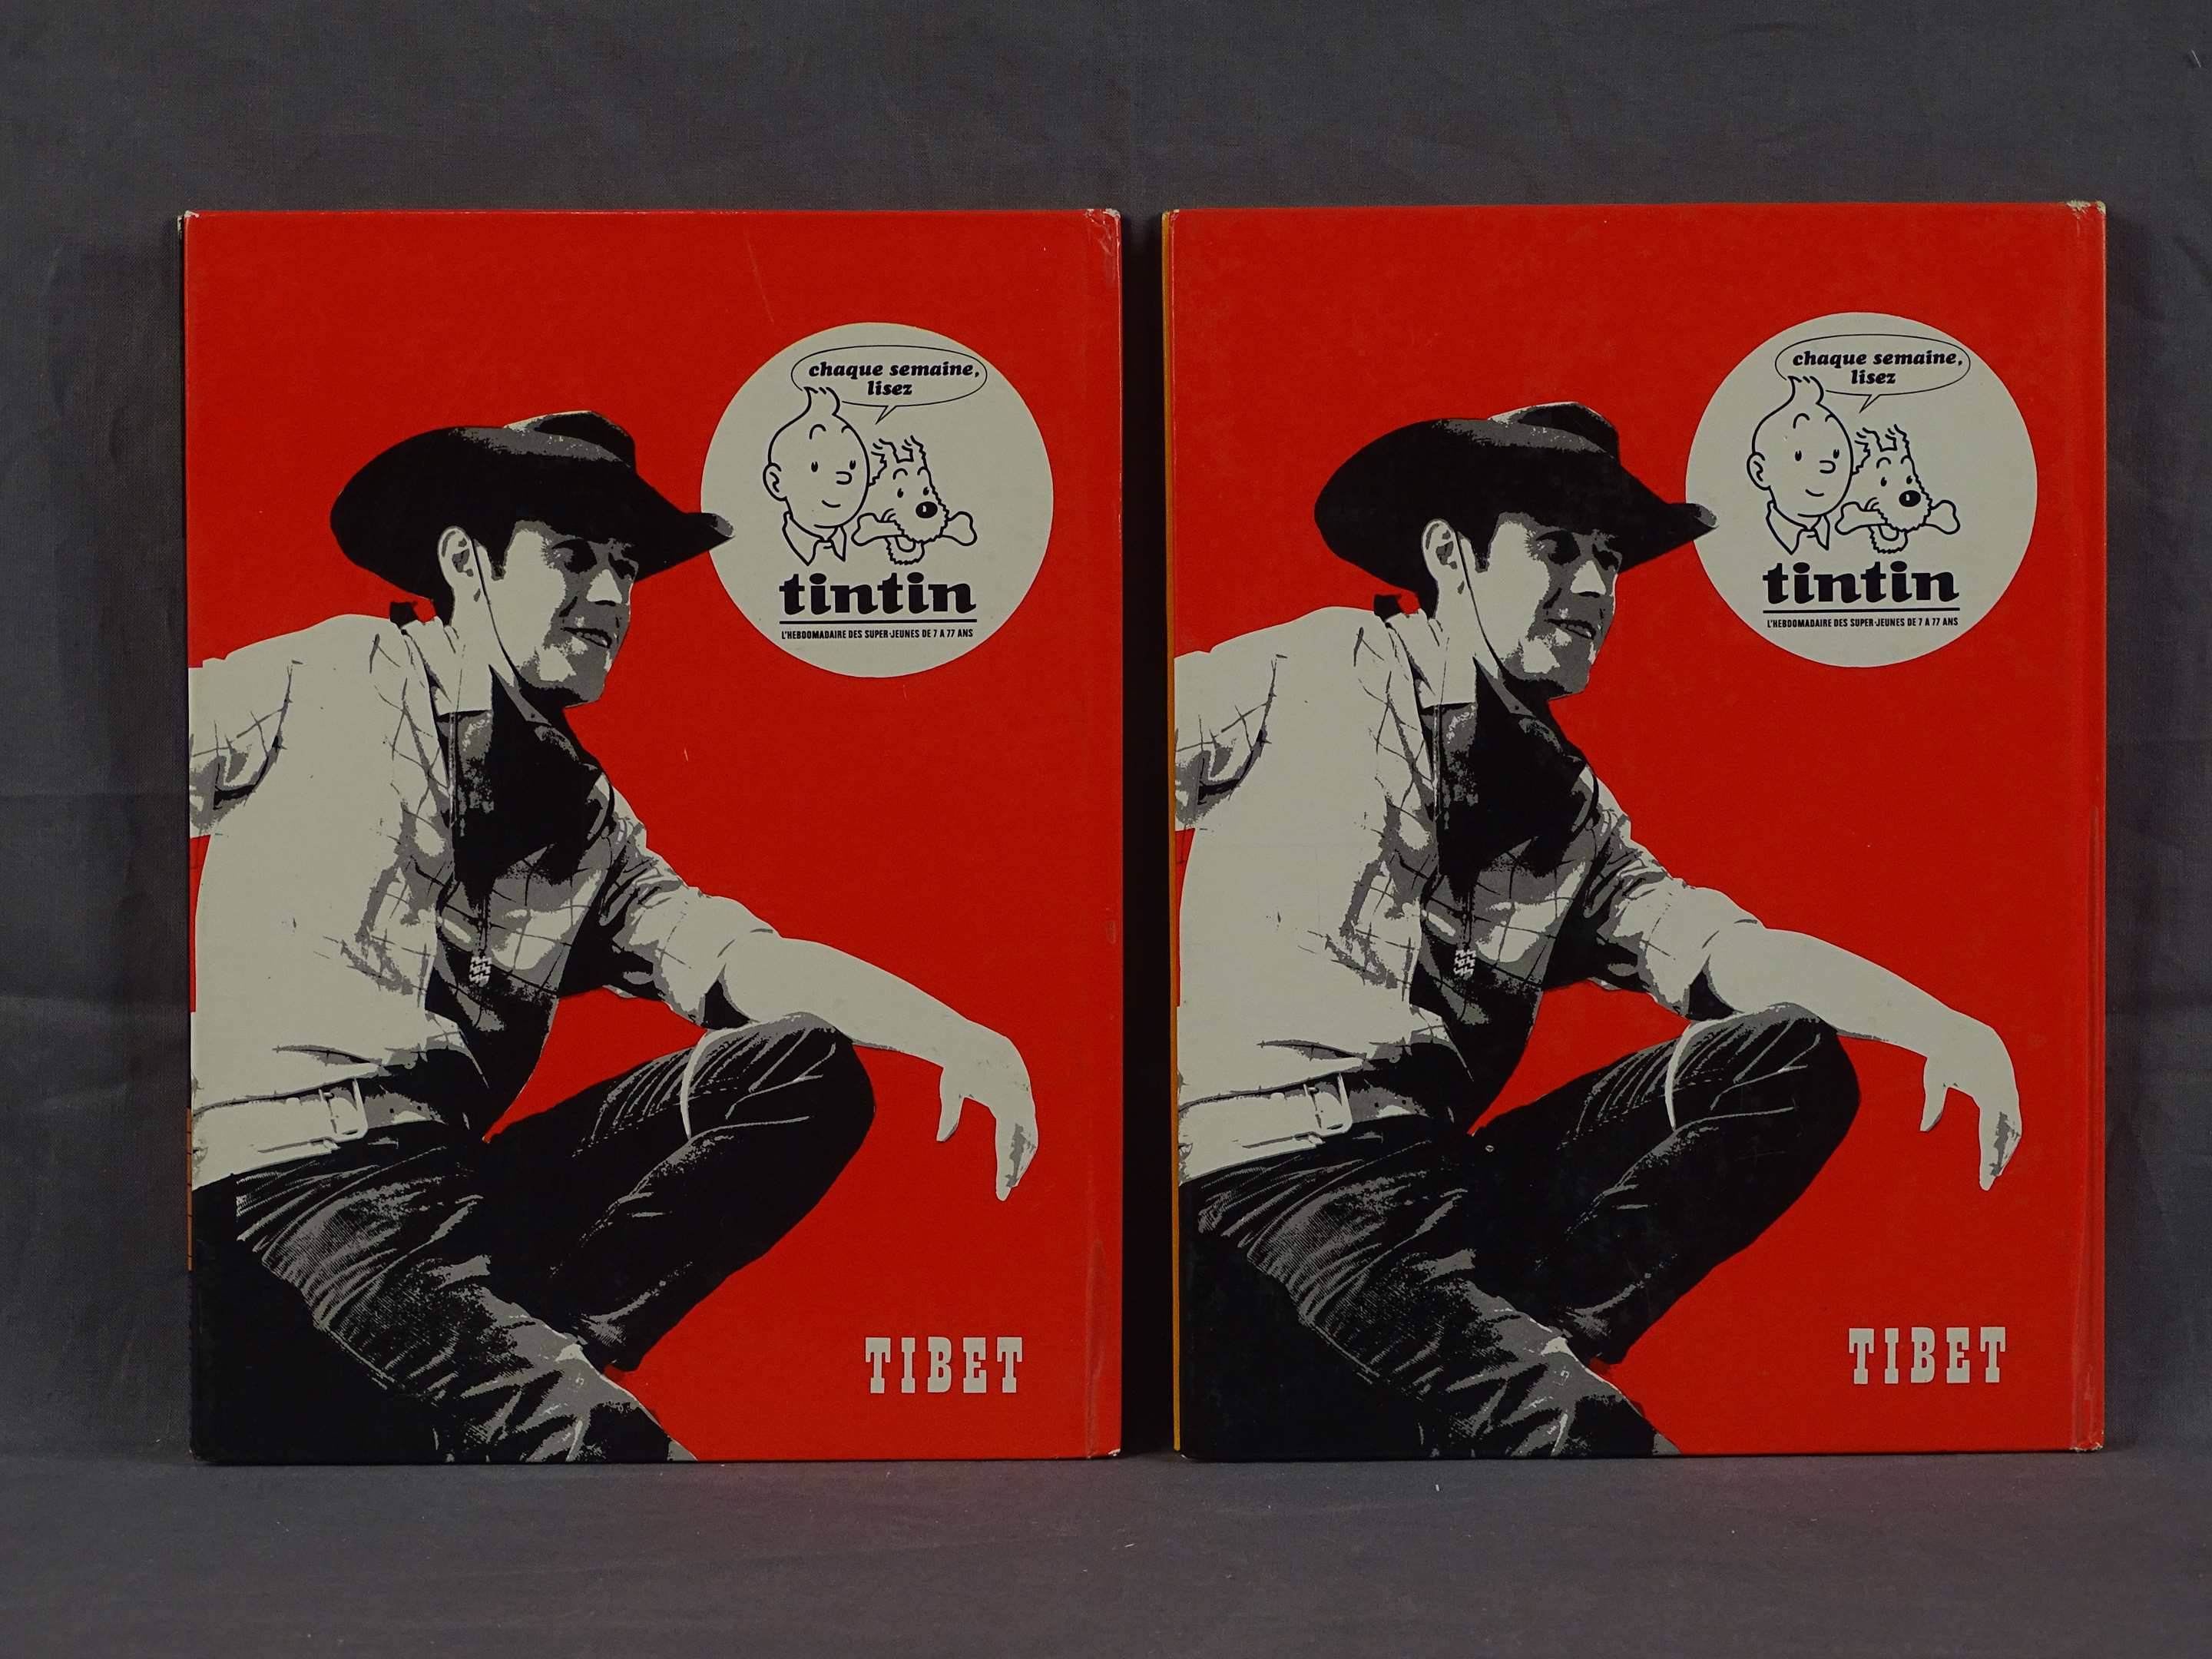 chaque semaine,
lisez
tintin
L'HEBDOMADAIRE DES SUPER-JEUNES DE 7 A 77 ANS
TIBET
chaque semaine,
lisez
tintin
L'HEBDOMADAIRE DES SUPER-JEUNES DE 7 A 77 ANS
TIBET